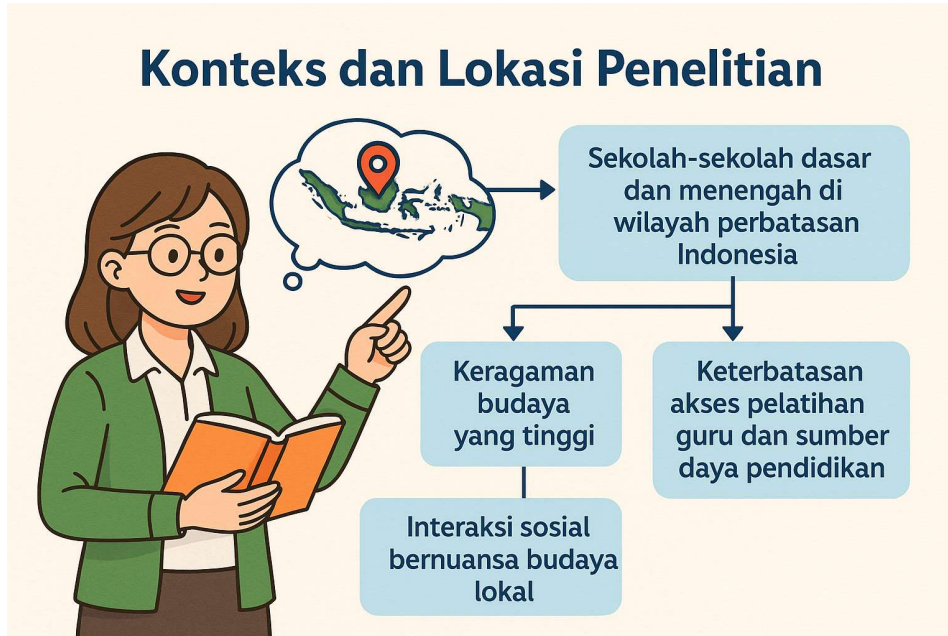 Konteks dan Lokasi Penelitian
Sekolah-sekolah dasar
dan menengah di
wilayah perbatasan
Indonesia
Keragaman
budaya
yang tinggi
Keterbatasan
akses pelatihan
guru dan sumber
daya pendidikan
Interaksi sosial
bernuansa budaya
lokal